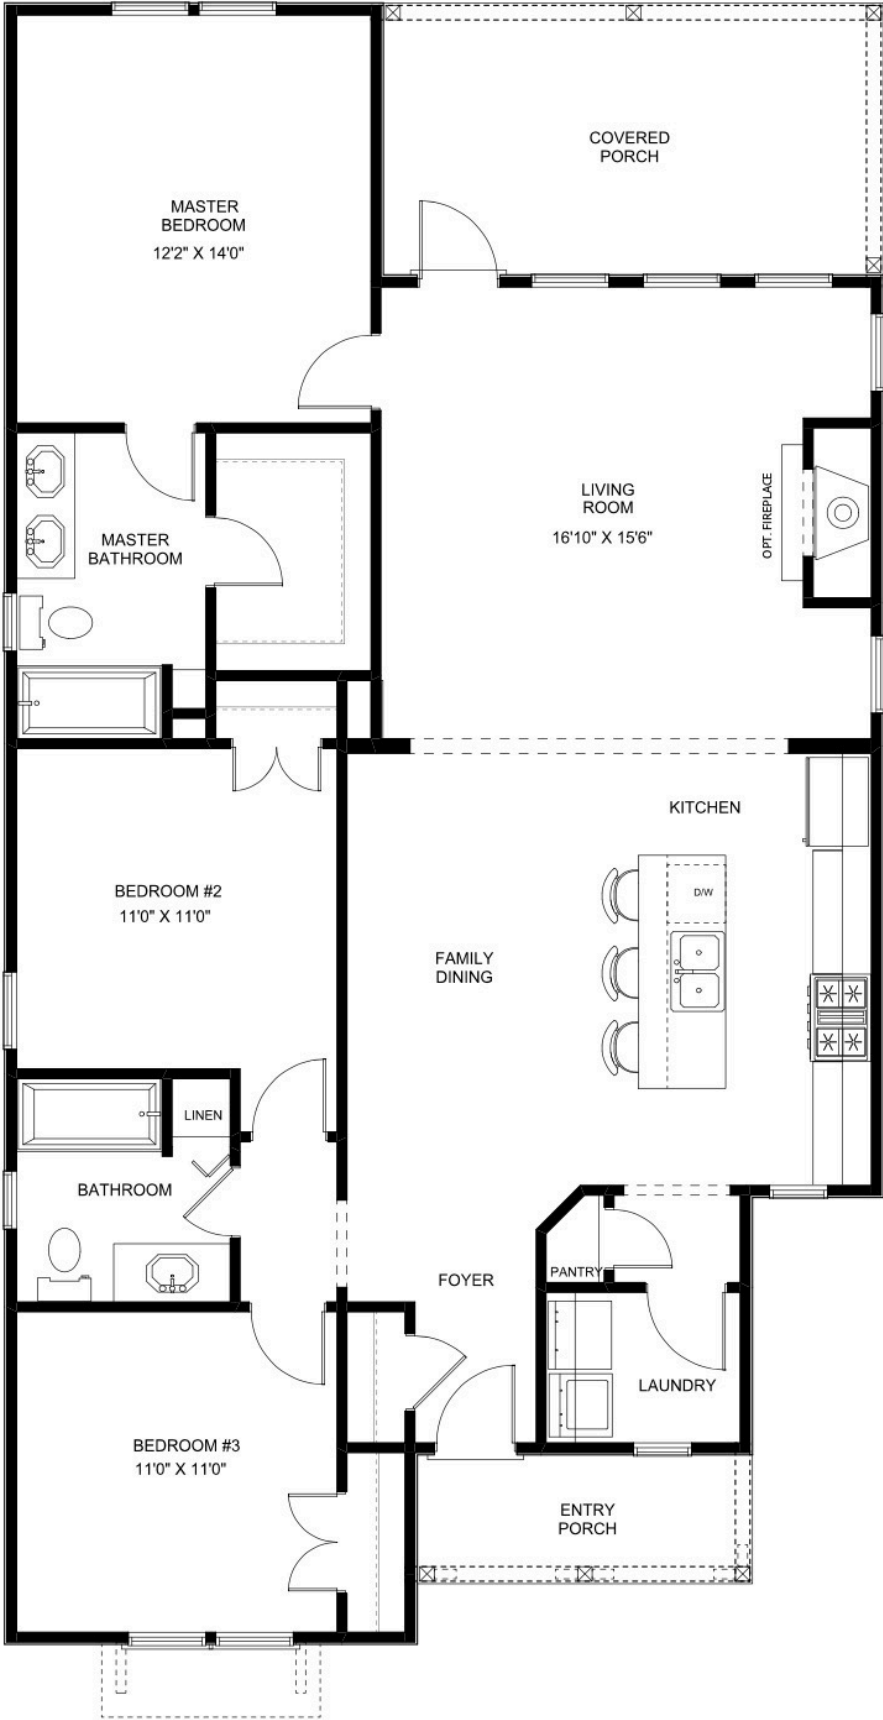 COVERED
PORCH
MASTER
BEDROOM
12'2" X 14'0"
LIVING
ROOM
16'10" X 15'6"
OPT. FIREPLACE
MASTER
BATHROOM
KITCHEN
BEDROOM #2
11'0" X 11'0"
D/W
FAMILY
DINING
LINEN
BATHROOM
PANTRY
FOYER
LAUNDRY
BEDROOM #3
11'0" X 11'0"
ENTRY
PORCH